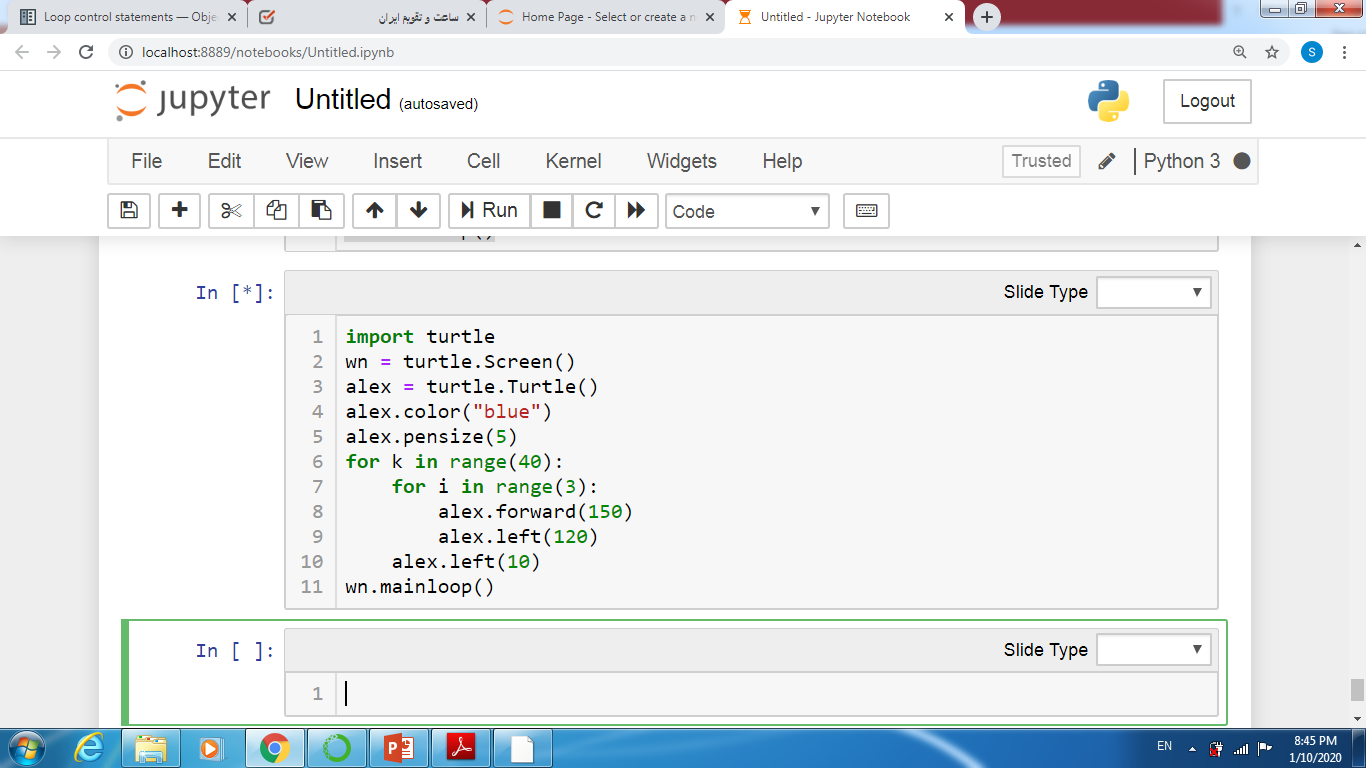 Loop control statements — Obje
ساعت و تقویم ایران
Home Page - Select or create a n
Untitled - Jupyter Notebook
localhost:8889/notebooks/Untitled.ipynb
S
jupyter Untitled (autosaved)
Logout
File Edit View Insert Cell Kernel Widgets Help
Trusted
Python 3
Run
Code
In [*]:
Slide Type
1 import turtle
2 wn = turtle.Screen()
3 alex = turtle.Turtle()
4 alex.color("blue")
5 alex.pensize(5)
6 for k in range(40):
7     for i in range(3):
8         alex.forward(150)
9         alex.left(120)
10     alex.left(10)
11 wn.mainloop()
In [ ]:
Slide Type
1
EN
8:45 PM
1/10/2020